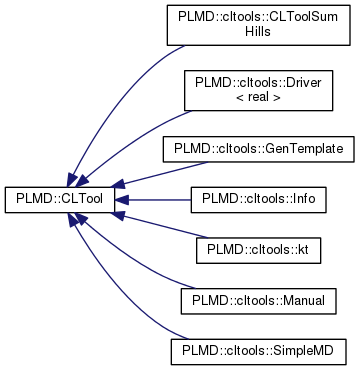 PLMD::cltools::CLToolSum
Hills
PLMD::cltools::Driver
< real >
PLMD::cltools::GenTemplate
PLMD::CLTool
PLMD::cltools::Info
PLMD::cltools::kt
PLMD::cltools::Manual
PLMD::cltools::SimpleMD